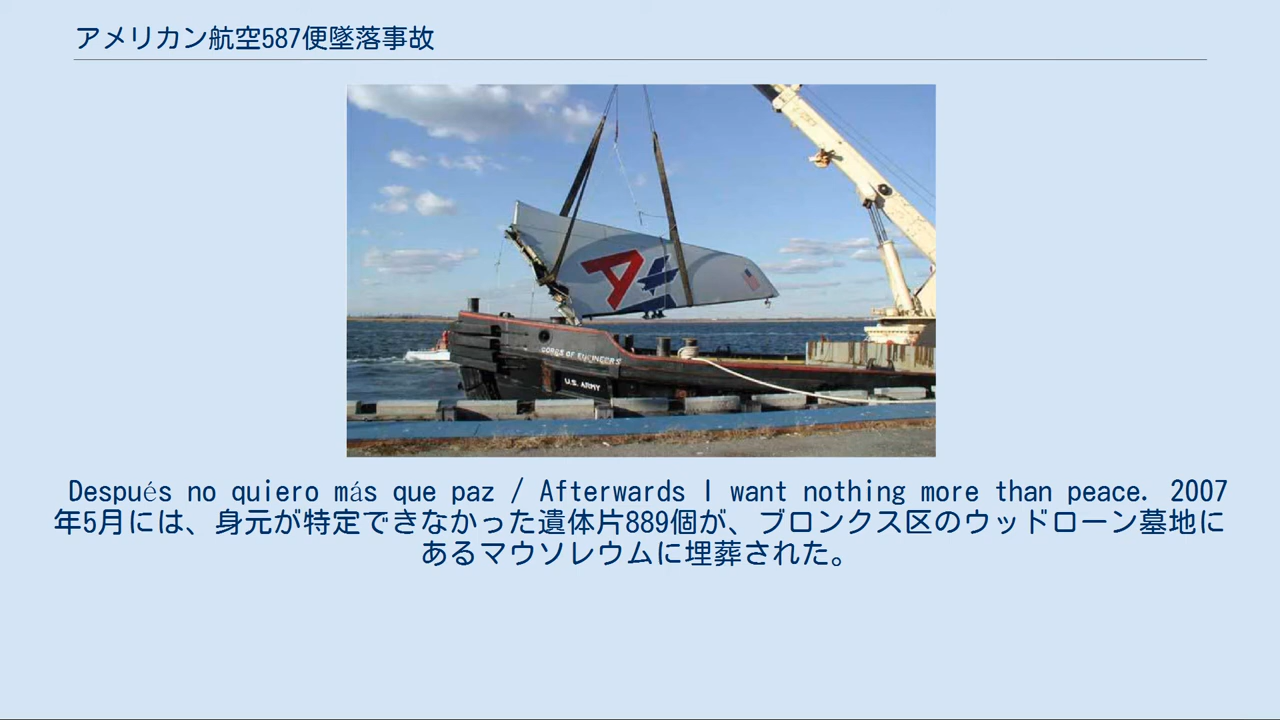 アメリカン航空587便墜落事故
CORPS OF ENGINEERS
U.S. ARMY
Después no quiero más que paz / Afterwards I want nothing more than peace. 2007
年5月には、身元が特定できなかった遺体片889個が、ブロンクス区のウッドローン墓地に
あるマウソレウムに埋葬された。